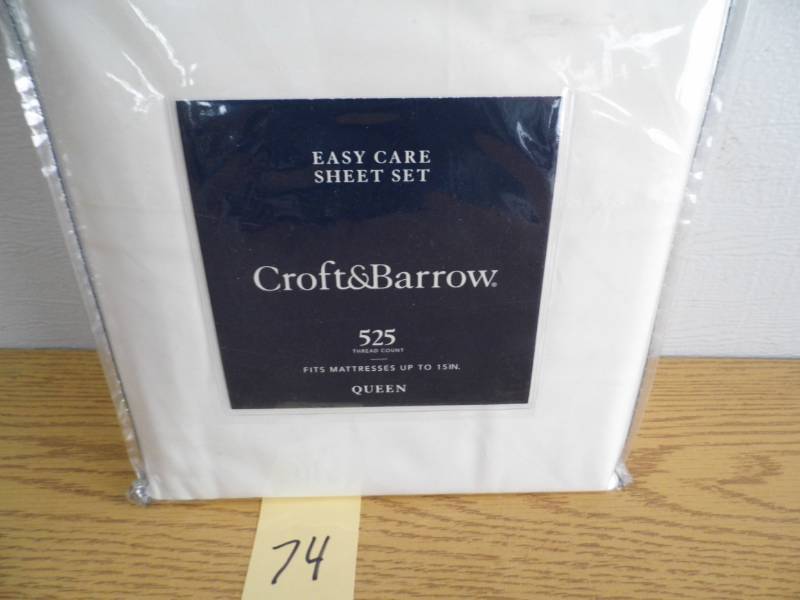 EASY CARE
SHEET SET
Croft&Barrow®
525
THREAD COUNT
FITS MATTRESSES UP TO 15IN.
QUEEN
74